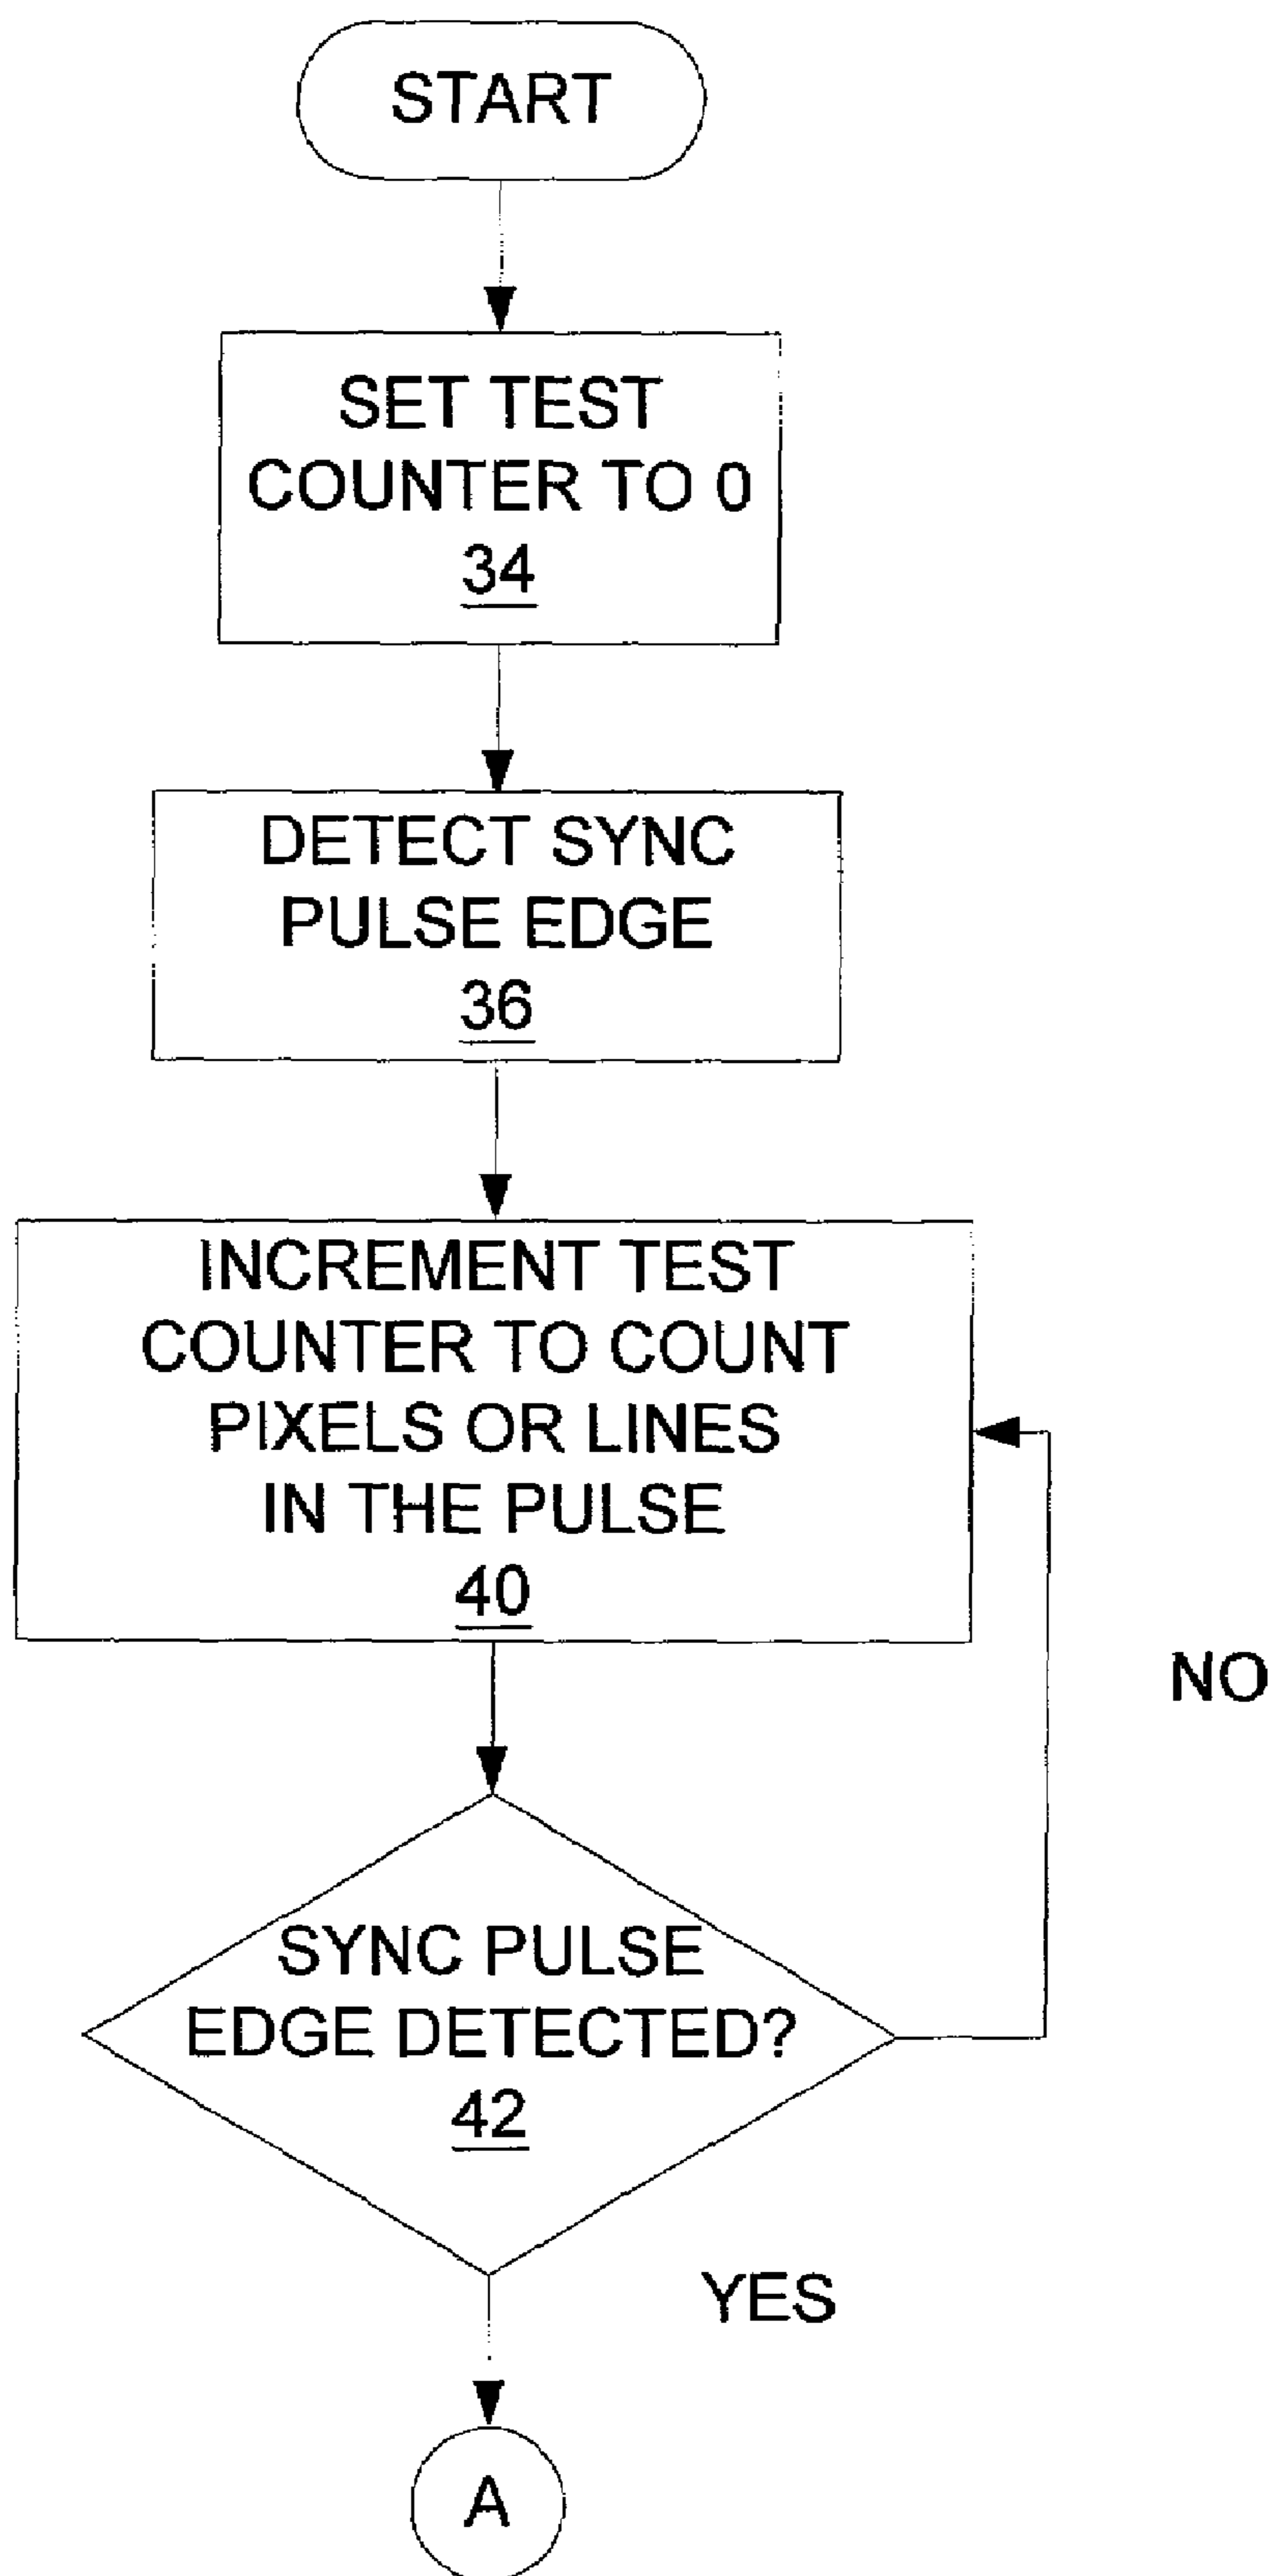 START
SET TEST
COUNTER TO 0
34
DETECT SYNC
PULSE EDGE
36
INCREMENT TEST
COUNTER TO COUNT
PIXELS OR LINES
IN THE PULSE
40
NO
SYNC PULSE
EDGE DETECTED?
42
YES
A